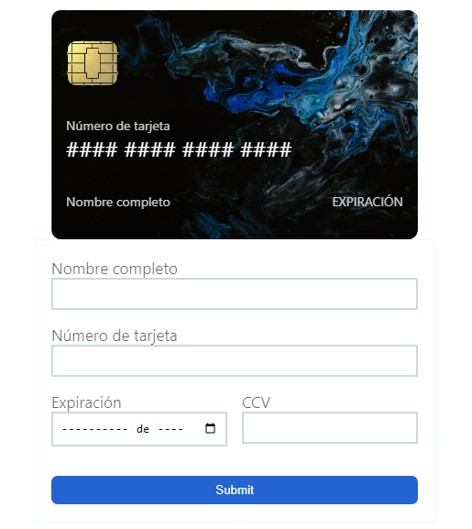 Número de tarjeta
#### #### #### ####
Nombre completo EXPIRACIÓN
Nombre completo
Número de tarjeta
Expiración CCV
---------- de ----
Submit